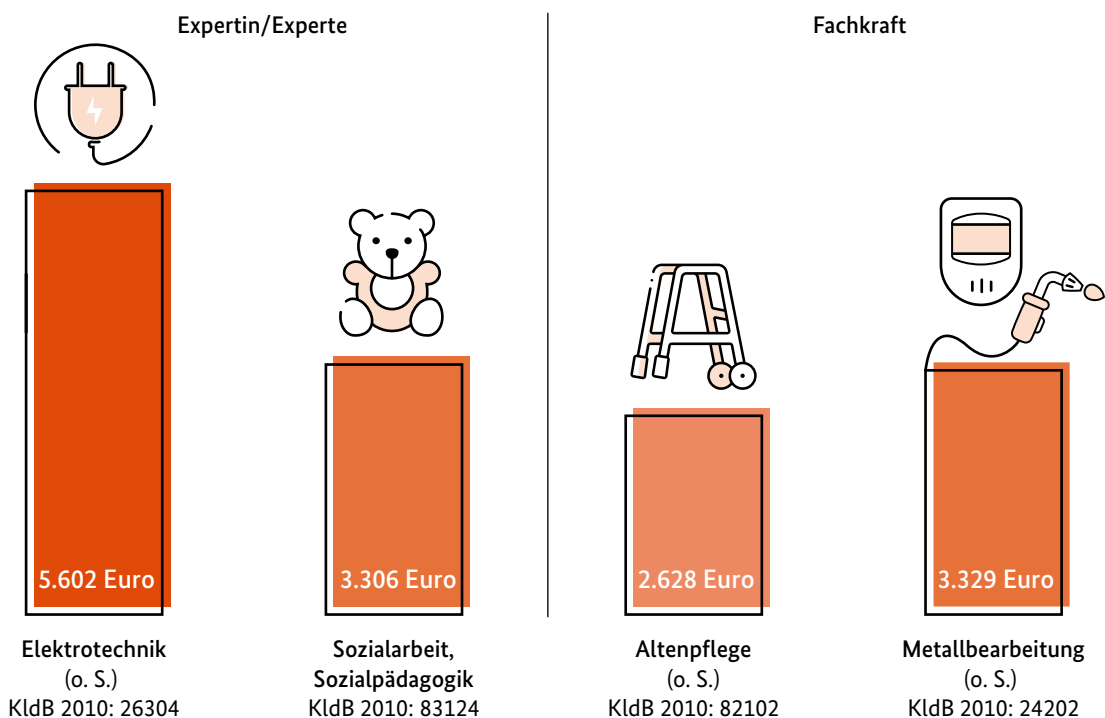 Expertin/Experte
Fachkraft
5.602 Euro
3.306 Euro
2.628 Euro
3.329 Euro
Elektrotechnik
(o. S.)
KldB 2010: 26304
Sozialarbeit,
Sozialpädagogik
KldB 2010: 83124
Altenpflege
(o. S.)
KldB 2010: 82102
Metallbearbeitung
(o. S.)
KldB 2010: 24202